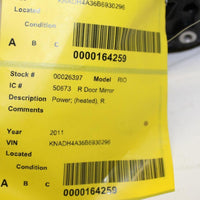 KNADH4A36B6930296
Located
Condition
A B C 0000164259
Stock # 00026397 Model RIO
IC # 50673 R Door Mirror
Description Power, (heated), R
Comments
Year 2011
VIN KNADH4A36B6930296
Located
Condition
A B C
0000164259